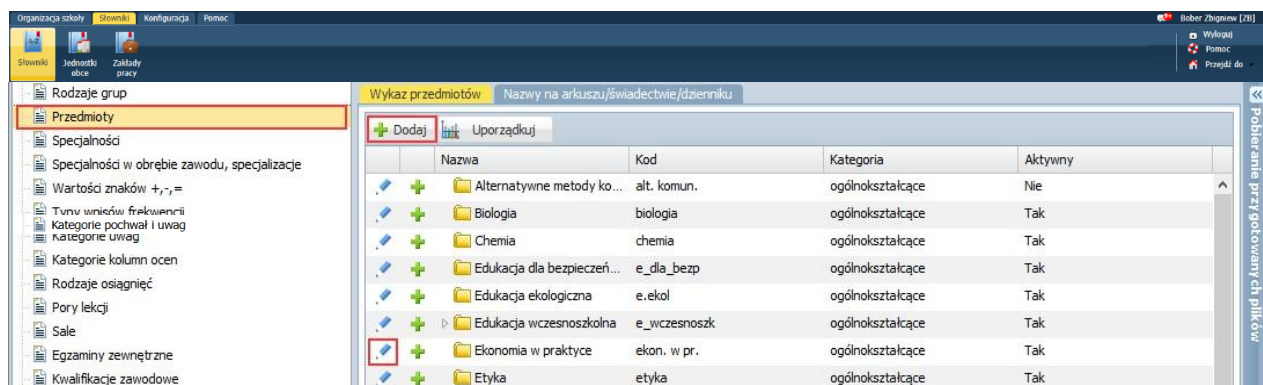 Organizacja szkoły Słowniki Konfiguracja Pomoc
Bober Zbigniew [ZB]
Słowniki
Jednostki obce
Zakłady pracy
Wyloguj
Pomoc
Przejdź do
Rodzaje grup
Przedmioty
Specjalności
Specjalności w obrębie zawodu, specjalizacje
Wartości znaków +,-,=
Typy wpisów frekwencji
Kategorie pochwał i uwag
Kategorie uwag
Kategorie kolumn ocen
Rodzaje osiągnięć
Pory lekcji
Sale
Egzaminy zewnętrzne
Kwalifikacje zawodowe
Wykaz przedmiotów Nazwy na arkuszu/świadectwie/dzienniku
Dodaj Uporządkuj
Nazwa Kod Kategoria Aktywny
Alternatywne metody ko... alt. komun. ogólnokształcące Nie
Biologia biologia ogólnokształcące Tak
Chemia chemia ogólnokształcące Tak
Edukacja dla bezpieczeń... e_dla_bezp ogólnokształcące Tak
Edukacja ekologiczna e.ekol ogólnokształcące Tak
Edukacja wczesnoszkolna e_wczesnoszk ogólnokształcące Tak
Ekonomia w praktyce ekon. w pr. ogólnokształcące Tak
Etyka etyka ogólnokształcące Tak
Pobieranie przygotowanych plików